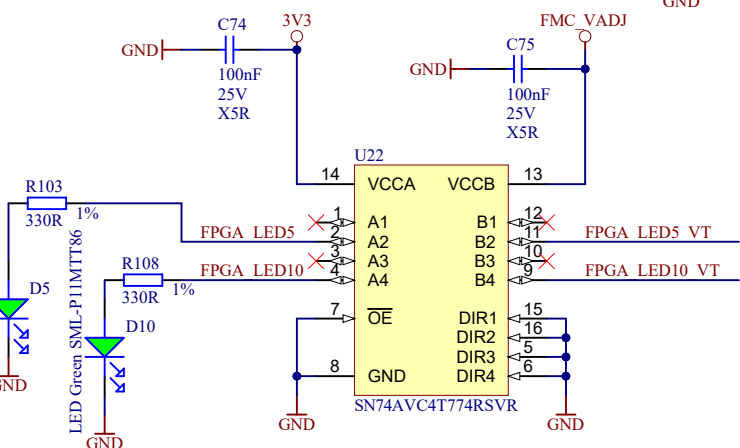 GND
C74
3V3
FMC_VADJ
GND
C75
100nF
25V
X5R
GND
100nF
25V
X5R
U22
14
VCCA
VCCB
13
R103
330R
1%
FPGA_LED5
1
A1
B1
12
2
A2
B2
11
FPGA_LED5_VT
3
A3
B3
10
R108
330R
1%
FPGA_LED10
4
A4
B4
9
FPGA_LED10_VT
D5
LED Green SML-P11MTT86
D10
7
OE
DIR1
15
DIR2
16
DIR3
5
8
GND
DIR4
6
GND
SN74AVC4T774RSVR
GND
GND
GND